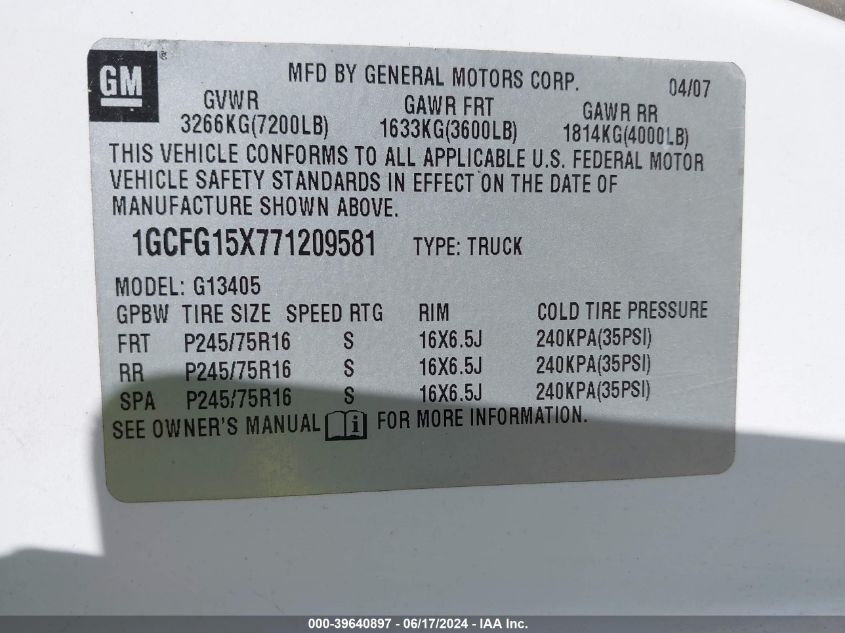 GM
MFD BY GENERAL MOTORS CORP. 04/07
GVWR GAWR FRT GAWR RR
3266KG(7200LB) 1633KG(3600LB) 1814KG(4000LB)
THIS VEHICLE CONFORMS TO ALL APPLICABLE U.S. FEDERAL MOTOR
VEHICLE SAFETY STANDARDS IN EFFECT ON THE DATE OF
MANUFACTURE SHOWN ABOVE.
1GCFG15X771209581 TYPE: TRUCK
MODEL: G13405
GPBW TIRE SIZE SPEED RTG RIM COLD TIRE PRESSURE
FRT P245/75R16 S 16X6.5J 240KPA(35PSI)
RR P245/75R16 S 16X6.5J 240KPA(35PSI)
SPA P245/75R16 S 16X6.5J 240KPA(35PSI)
SEE OWNER'S MANUAL i FOR MORE INFORMATION.
000-39640897 - 06/17/2024 - IAA Inc.